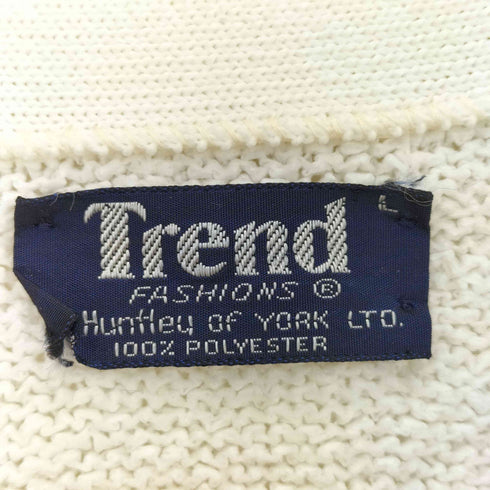 Trend
L
FASHIONS ®
Huntley OF YORK LTD.
100% POLYESTER